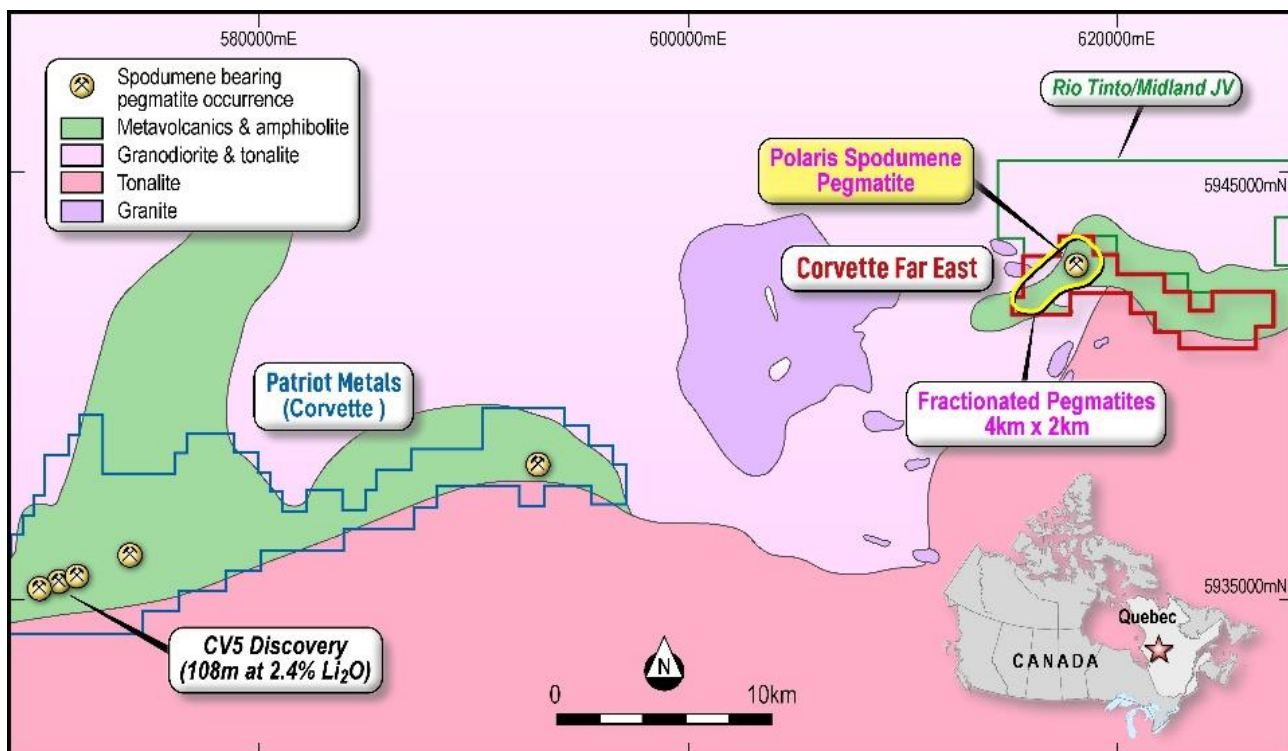 580000mE
600000mE
620000mE
Spodumene bearing
pegmatite occurrence
Metavolcanics & amphibolite
Granodiorite & tonalite
Tonalite
Granite
Rio Tinto/Midland JV
Polaris Spodumene
Pegmatite
5945000mN
Corvette Far East
Patriot Metals
(Corvette )
Fractionated Pegmatites
4km x 2km
5935000mN
CV5 Discovery
(108m at 2.4% Li₂O)
N
0 10km
Quebec
CANADA